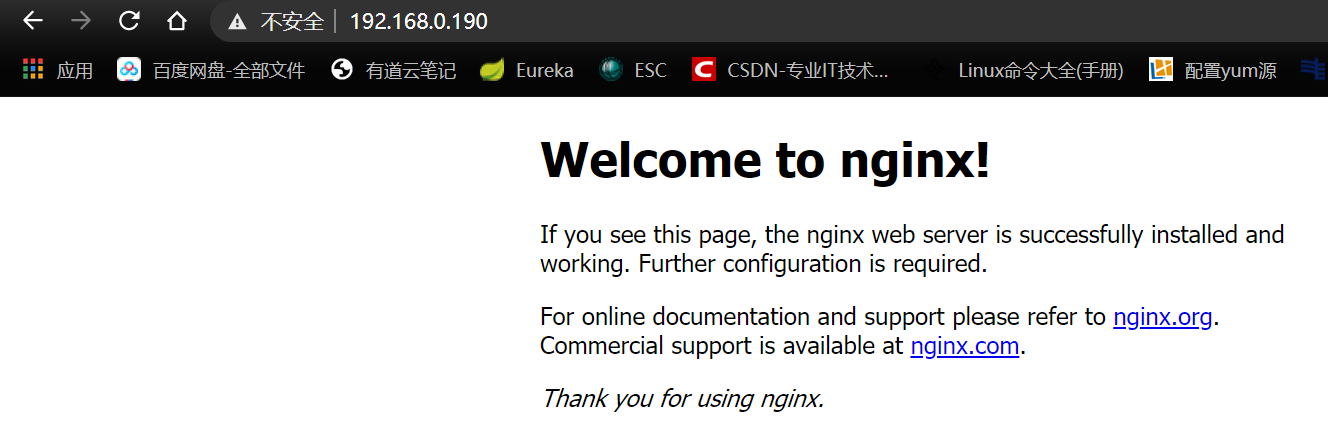 不安全 | 192.168.0.190
应用 百度网盘-全部文件 有道云笔记 Eureka ESC CSDN-专业IT技术... Linux命令大全(手册) 配置yum源
Welcome to nginx!
If you see this page, the nginx web server is successfully installed and
working. Further configuration is required.
For online documentation and support please refer to nginx.org.
Commercial support is available at nginx.com.
Thank you for using nginx.